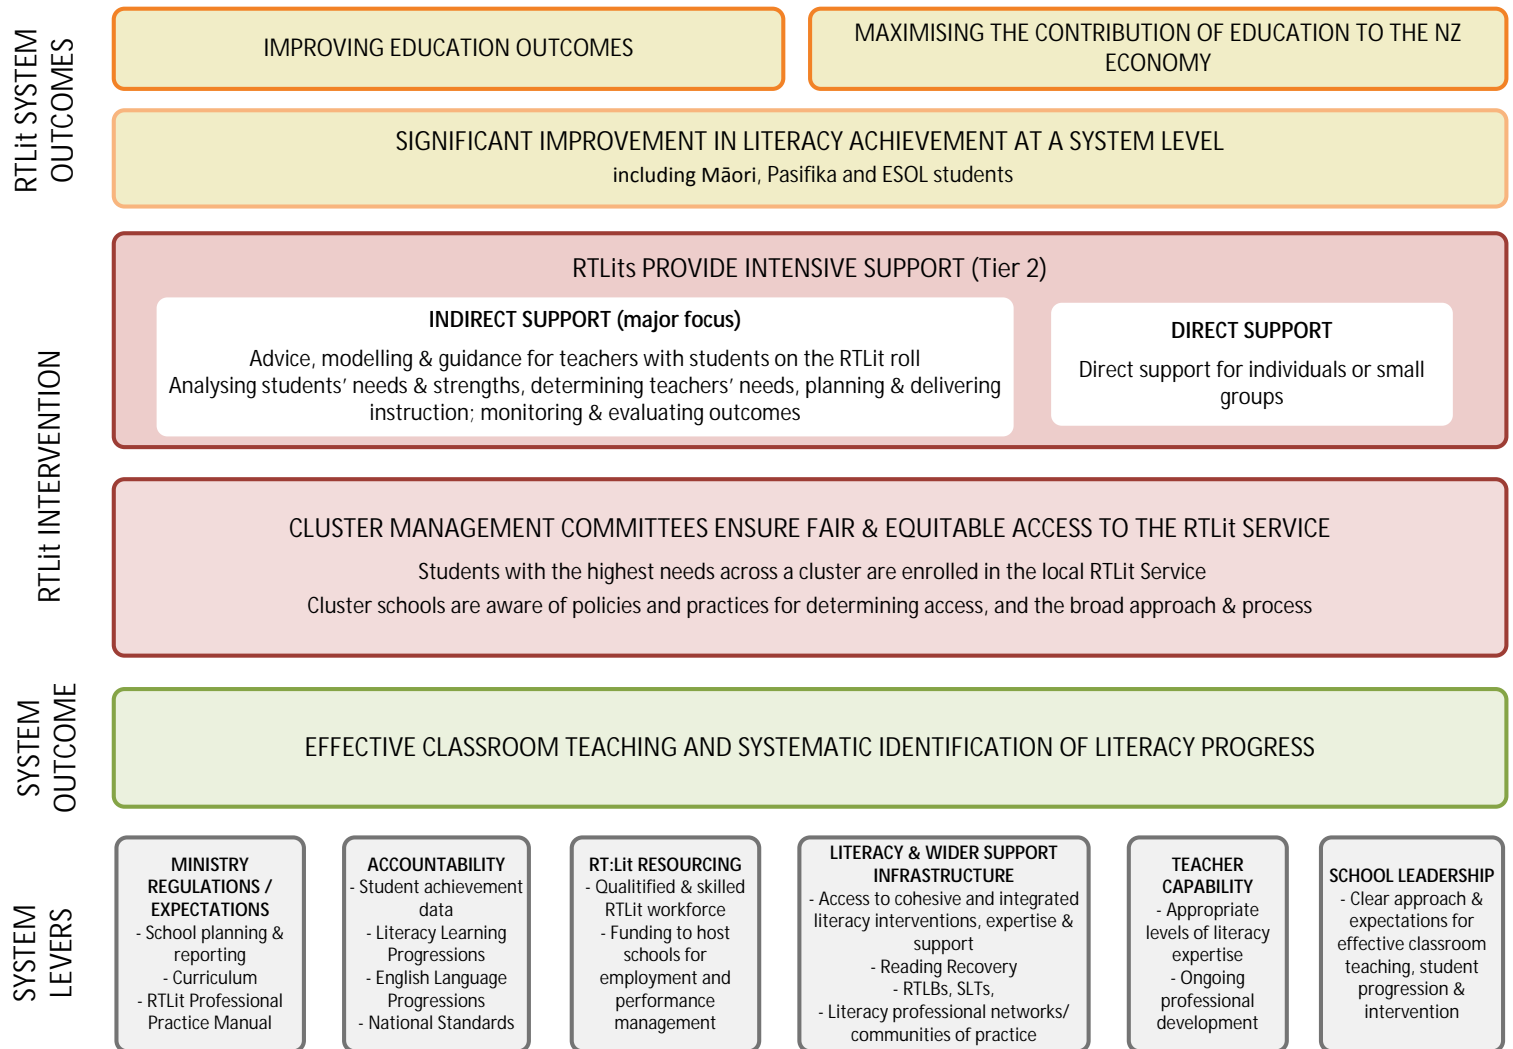 RTLit SYSTEM
OUTCOMES
IMPROVING EDUCATION OUTCOMES
MAXIMISING THE CONTRIBUTION OF EDUCATION TO THE NZ
ECONOMY
SIGNIFICANT IMPROVEMENT IN LITERACY ACHIEVEMENT AT A SYSTEM LEVEL
including Māori, Pasifika and ESOL students
RTLit INTERVENTION
RTLits PROVIDE INTENSIVE SUPPORT (Tier 2)
INDIRECT SUPPORT (major focus)
Advice, modelling & guidance for teachers with students on the RTLit roll
Analysing students' needs & strengths, determining teachers' needs, planning & delivering
instruction; monitoring & evaluating outcomes
DIRECT SUPPORT
Direct support for individuals or small
groups
CLUSTER MANAGEMENT COMMITTEES ENSURE FAIR & EQUITABLE ACCESS TO THE RTLit SERVICE
Students with the highest needs across a cluster are enrolled in the local RTLit Service
Cluster schools are aware of policies and practices for determining access, and the broad approach & process
SYSTEM
OUTCOME
EFFECTIVE CLASSROOM TEACHING AND SYSTEMATIC IDENTIFICATION OF LITERACY PROGRESS
SYSTEM
LEVERS
MINISTRY
REGULATIONS /
EXPECTATIONS
- School planning &
reporting
- Curriculum
- RTLit Professional
Practice Manual
ACCOUNTABILITY
- Student achievement
data
- Literacy Learning
Progressions
- English Language
Progressions
- National Standards
RT:Lit RESOURCING
- Qualitified & skilled
RTLit workforce
- Funding to host
schools for
employment and
performance
management
LITERACY & WIDER SUPPORT
INFRASTRUCTURE
- Access to cohesive and integrated
literacy interventions, expertise &
support
- Reading Recovery
- RTLBs, SLTs,
- Literacy professional networks/
communities of practice
TEACHER
CAPABILITY
- Appropriate
levels of literacy
expertise
- Ongoing
professional
development
SCHOOL LEADERSHIP
- Clear approach &
expectations for
effective classroom
teaching, student
progression &
intervention